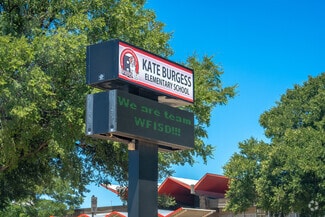 KATE BURGESS
ELEMENTARY SCHOOL
We are team
WFISD!!!